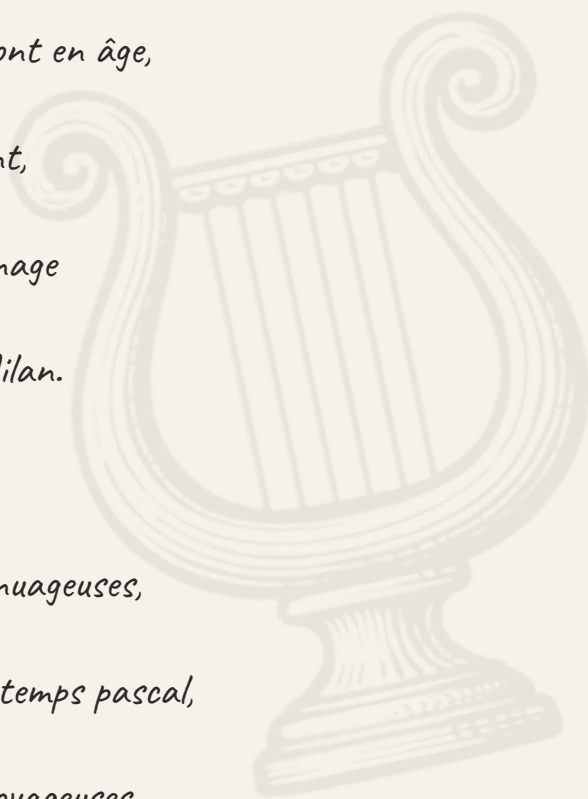 ont en âge,
nt,
nage
ilan.
nuageuses,
temps pascal,